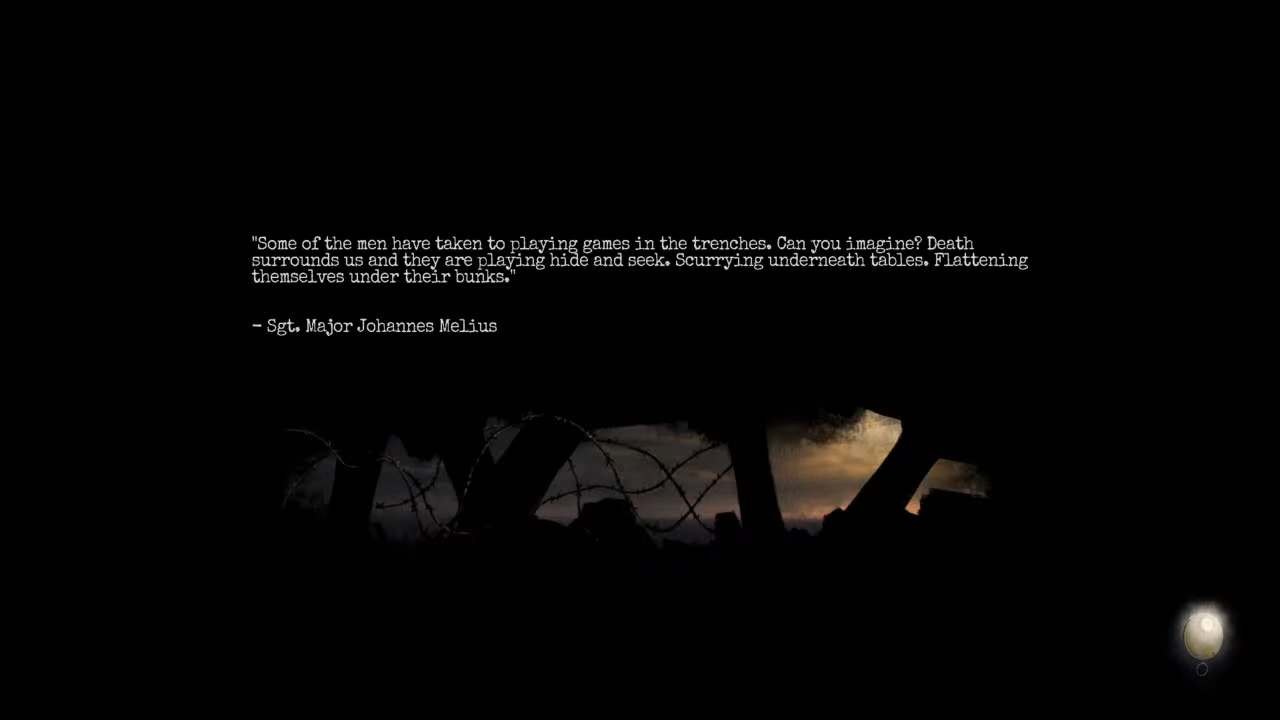 "Some of the men have taken to playing games in the trenches. Can you imagine? Death
surrounds us and they are playing hide and seek. Scurrying underneath tables. Flattening
themselves under their bunks."
- Sgt. Major Johannes Melius